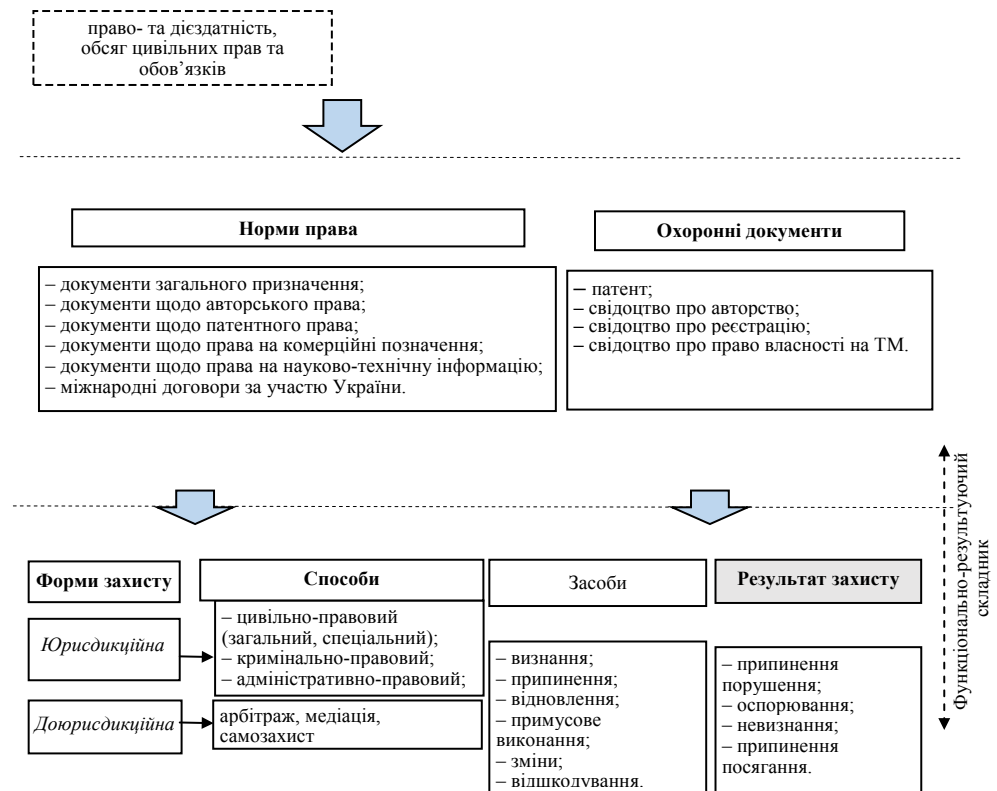 право- та дієздатність,
обсяг цивільних прав та
обов’язків
Норми права
– документи загального призначення;
– документи щодо авторського права;
– документи щодо патентного права;
– документи щодо права на комерційні позначення;
– документи щодо права на науково-технічну інформацію;
– міжнародні договори за участю України.
Охоронні документи
– патент;
– свідоцтво про авторство;
– свідоцтво про реєстрацію;
– свідоцтво про право власності на ТМ.
Функціонально-результуючий
складник
Форми захисту
Юрисдикційна
Доюрисдикційна
Способи
– цивільно-правовий
(загальний, спеціальний);
– кримінально-правовий;
– адміністративно-правовий;
арбітраж, медіація,
самозахист
Засоби
– визнання;
– припинення;
– відновлення;
– примусове
виконання;
– зміни;
– відшкодування.
Результат захисту
– припинення
порушення;
– оспорювання;
– невизнання;
– припинення
посягання.